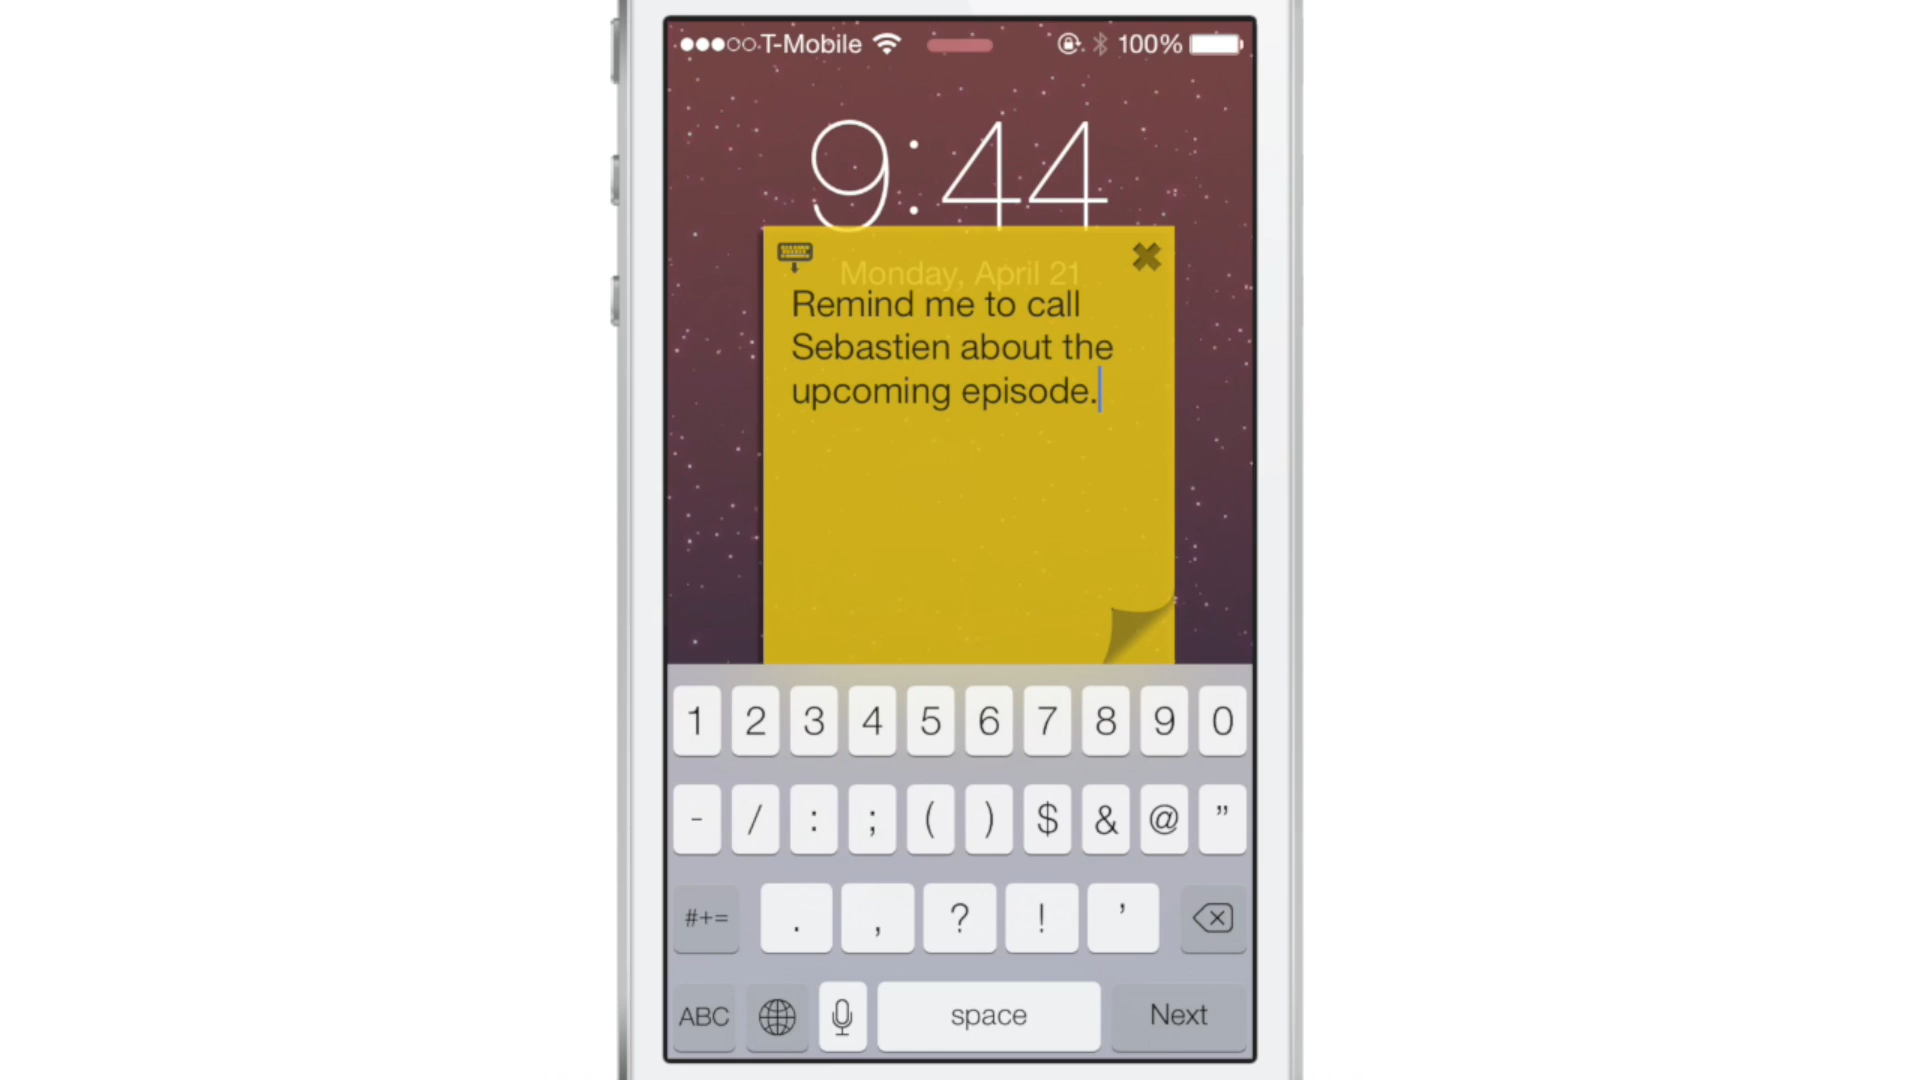 T-Mobile 100%
9:44
Monday, April 21
Remind me to call
Sebastien about the
upcoming episode.
1 2 3 4 5 6 7 8 9 0
- / : ; ( ) $ & @ ”
#+= . , ? ! ’
ABC space Next